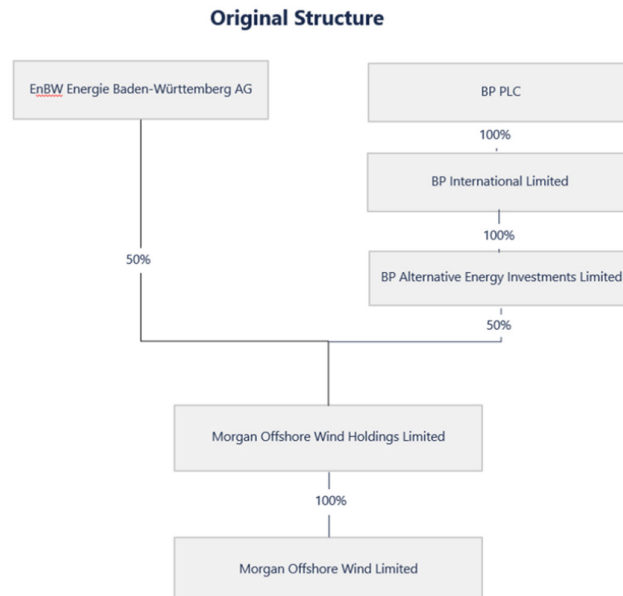 Original Structure
EnBW Energie Baden-Württemberg AG
BP PLC
100%
BP International Limited
100%
50%
BP Alternative Energy Investments Limited
50%
Morgan Offshore Wind Holdings Limited
100%
Morgan Offshore Wind Limited